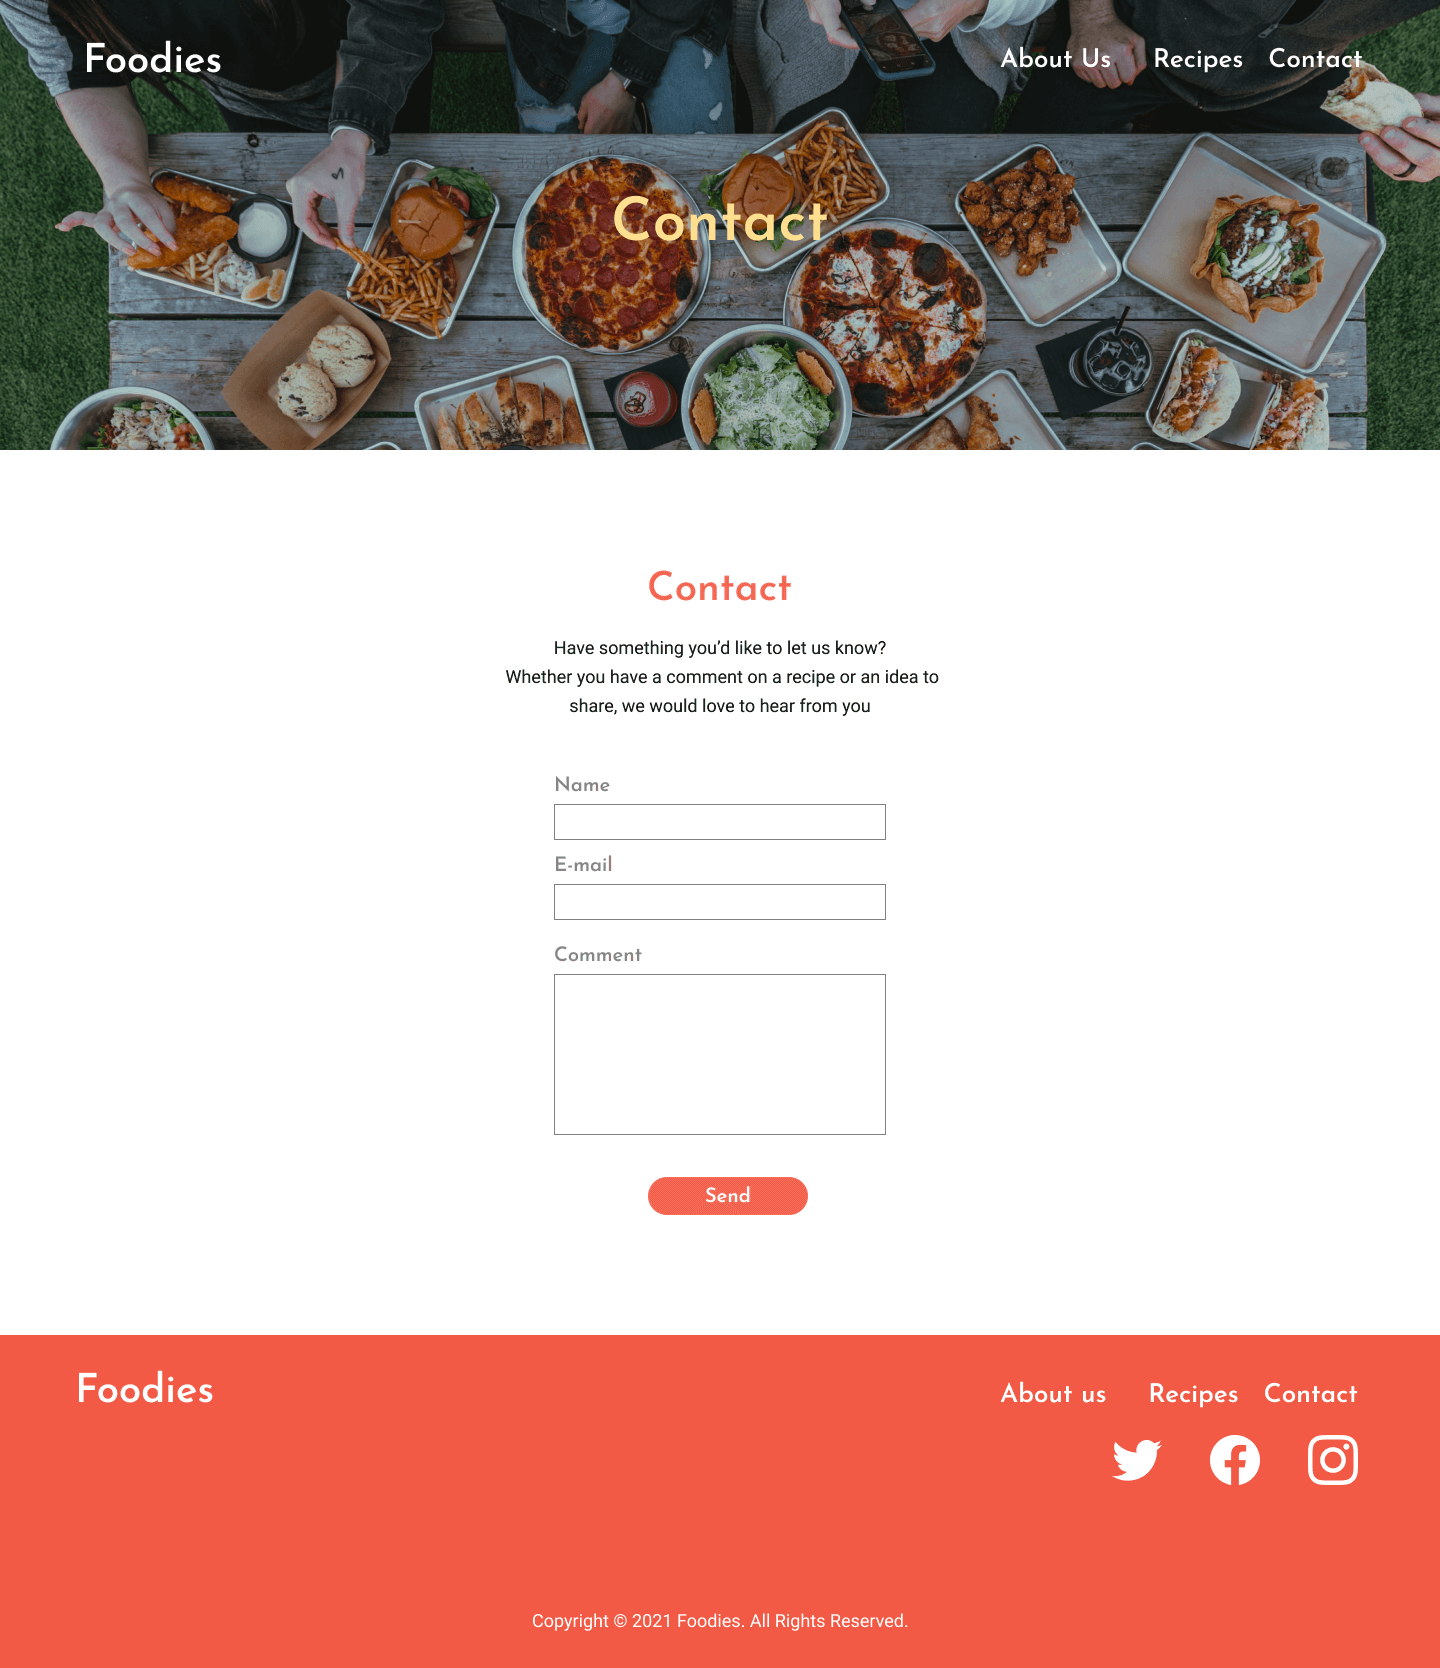 Foodies
About Us Recipes Contact
Contact
Contact
Have something you’d like to let us know?
Whether you have a comment on a recipe or an idea to
share, we would love to hear from you
Name
E-mail
Comment
Send
Foodies
About us Recipes Contact
Copyright © 2021 Foodies. All Rights Reserved.